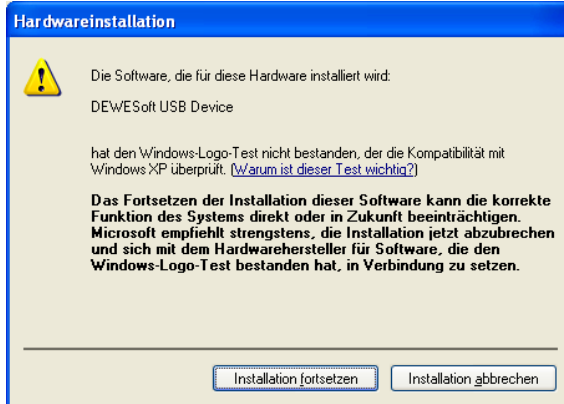 Hardwareinstallation
Die Software, die für diese Hardware installiert wird:
DEWESoft USB Device
hat den Windows-Logo-Test nicht bestanden, der die Kompatibilität mit
Windows XP überprüft. (Warum ist dieser Test wichtig?)
Das Fortsetzen der Installation dieser Software kann die korrekte
Funktion des Systems direkt oder in Zukunft beeinträchtigen.
Microsoft empfiehlt strengstens, die Installation jetzt abzubrechen
und sich mit dem Hardwarehersteller für Software, die den
Windows-Logo-Test bestanden hat, in Verbindung zu setzen.
Installation fortsetzen
Installation abbrechen